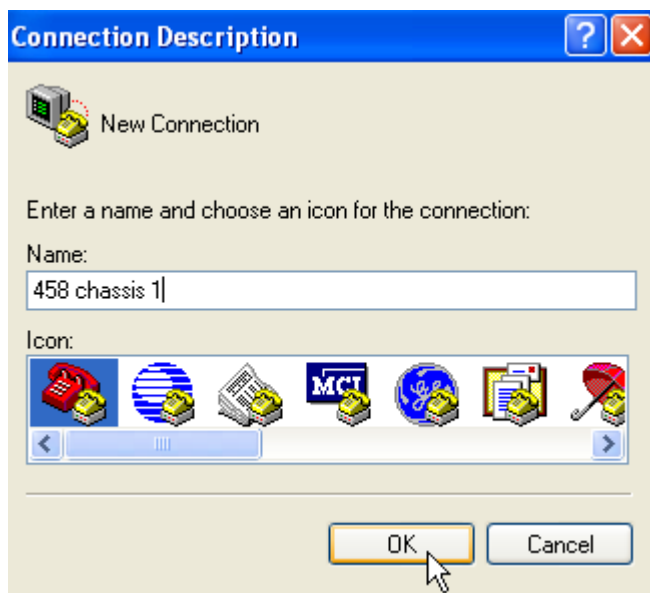 Connection Description
New Connection
Enter a name and choose an icon for the connection:
Name:
458 chassis 1
Icon:
MCI
OK
Cancel